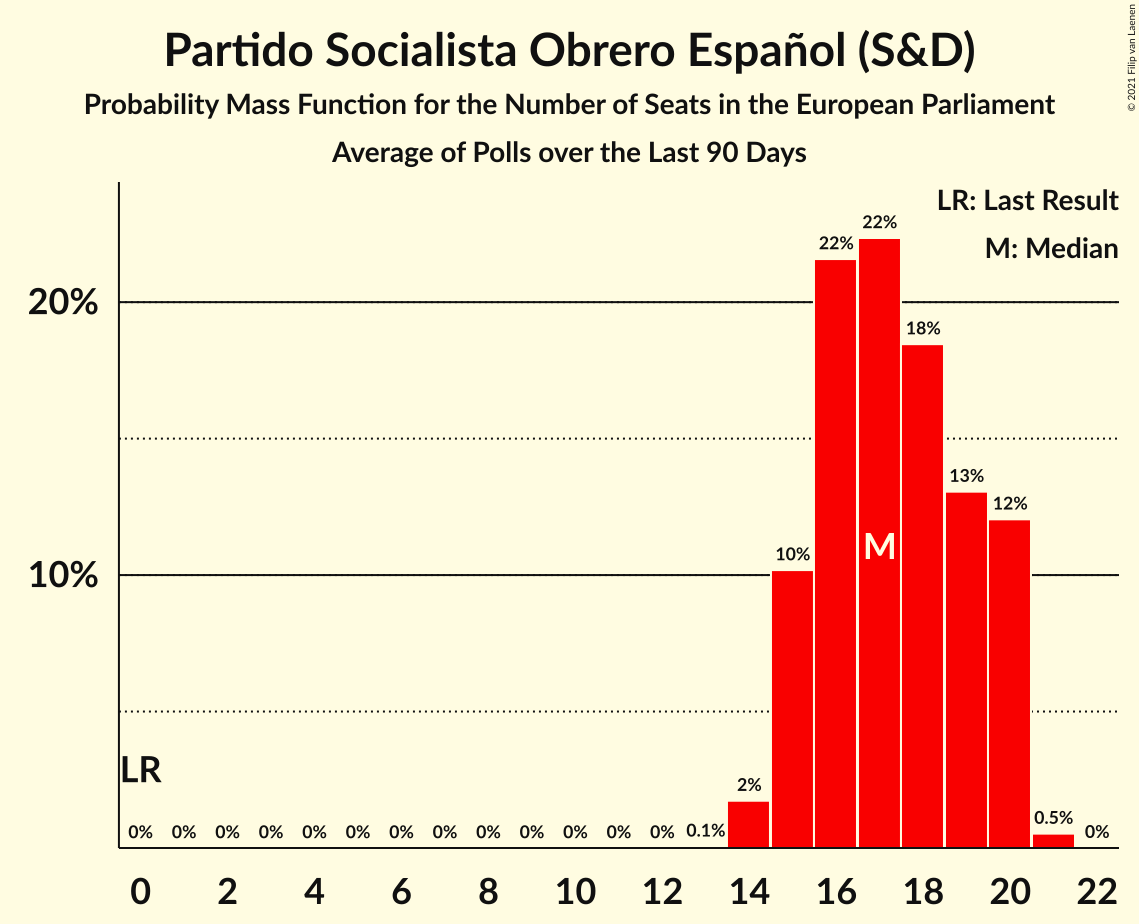 Partido Socialista Obrero Español (S&D)
Probability Mass Function for the Number of Seats in the European Parliament
Average of Polls over the Last 90 Days
© 2021 Filip van Laenen
LR: Last Result
M: Median
22%
22%
20%
18%
13%
12%
10%
M
10%
LR
2%
0.5%
0% 0% 0% 0% 0% 0% 0% 0% 0% 0% 0% 0% 0% 0.1% 0%
0 2 4 6 8 10 12 14 16 18 20 22